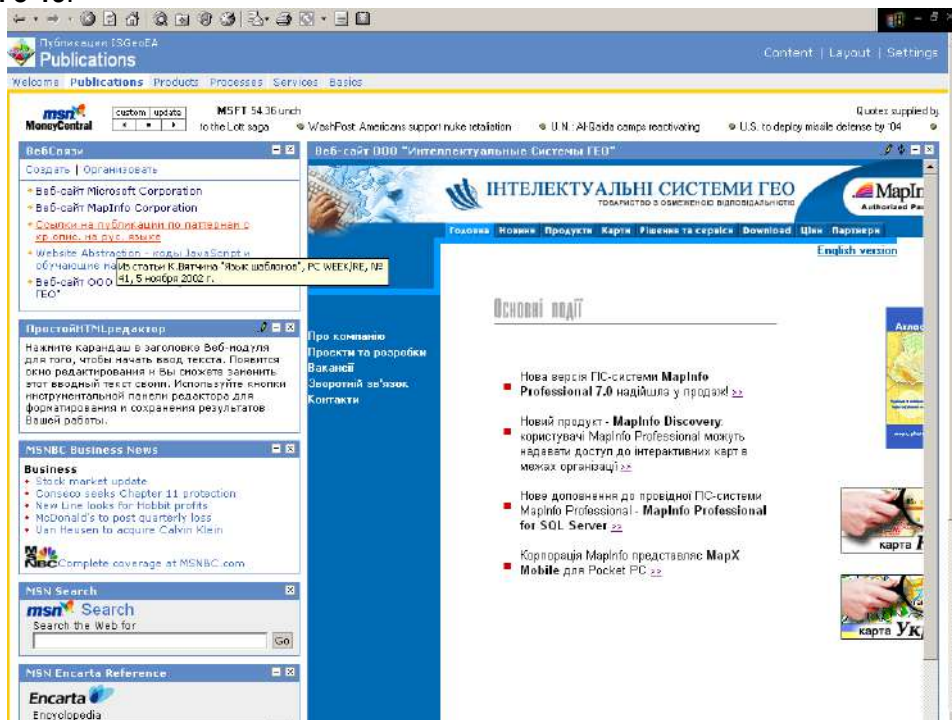 Публикации ISGeoEA
Publications
Content | Layout | Settings
Welcome Publications Products Processes Services Basics
msn
MoneyCentral
custom update
MSFT 54.36 unch
Quotes supplied by
to the Lott saga
WashPost: Americans support nuke retaliation
U.N.: Al-Qaida camps reactivating
U.S. to deploy missile defense by '04
ВебСвязи
Создать | Организовать
Веб-сайт Microsoft Corporation
Веб-сайт MapInfo Corporation
Ссылки на публикации по паттернам с
кр.опис. на рус. языке
Website Abstraction - коды JavaScript и
обучающие
Из статьи К.Вятчина "Язык шаблонов", PC WEEK/RE, №
41, 5 ноября 2002 г.
Веб-сайт ООО
ГЕО"
ПростойHTMLредактор
Нажмите карандаш в заголовке Веб-модуля
для того, чтобы начать ввод текста. Появится
окно редактирования и Вы сможете заменить
этот вводный текст своим. Используйте кнопки
инструментальной панели редактора для
форматирования и сохранения результатов
Вашей работы.
MSNBC Business News
Business
Stock market update
Conseco seeks Chapter 11 protection
New Line looks for Hobbit profits
McDonald's to post quarterly loss
Van Heusen to acquire Calvin Klein
Complete coverage at MSNBC.com
MSN Search
msn Search
Search the Web for
Go
MSN Encarta Reference
Encarta
Encyclopedia
Веб-сайт ООО "Интеллектуальные Системы ГЕО"
ІНТЕЛЕКТУАЛЬНІ СИСТЕМИ ГЕО
ТОВАРИСТВО З ОБМЕЖЕНОЮ ВІДПОВІДАЛЬНІСТЮ
MapIn
Authorized Pa
Головна Новини Продукти Карти Рішення та сервіси Download Ціни Партнери
English version
Про компанію
Проєкти та розробки
Вакансії
Зворотній зв'язок
Контакти
Основні події
Нова версія ГІС-системи MapInfo
Professional 7.0 надійшла у продаж! >>
Новий продукт - MapInfo Discovery:
користувачі MapInfo Professional можуть
надавати доступ до інтерактивних карт в
межах організації >>
Нове доповнення до провідної ГІС-системи
MapInfo Professional - MapInfo Professional
for SQL Server >>
Корпорація MapInfo представляє MapX
Mobile для Pocket PC >>
карта
карта Ук